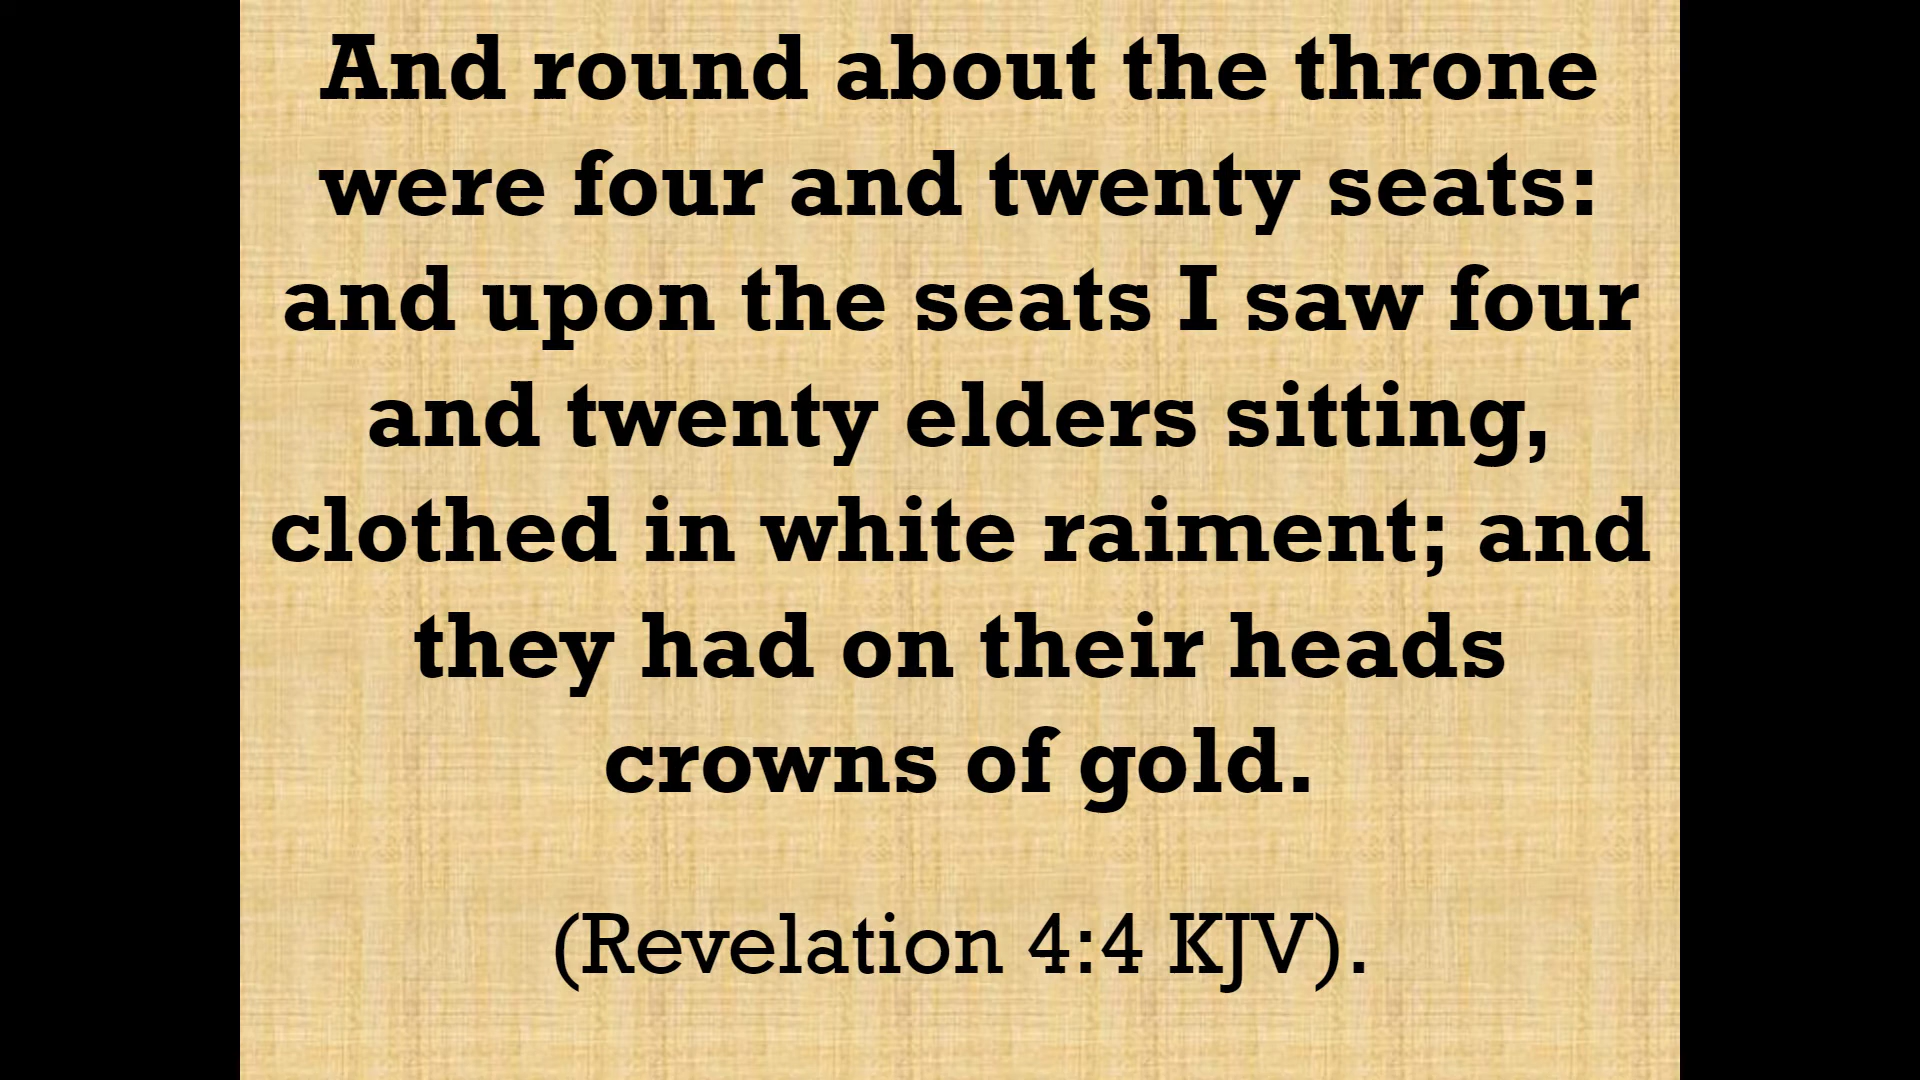 And round about the throne
were four and twenty seats:
and upon the seats I saw four
and twenty elders sitting,
clothed in white raiment; and
they had on their heads
crowns of gold.
(Revelation 4:4 KJV).